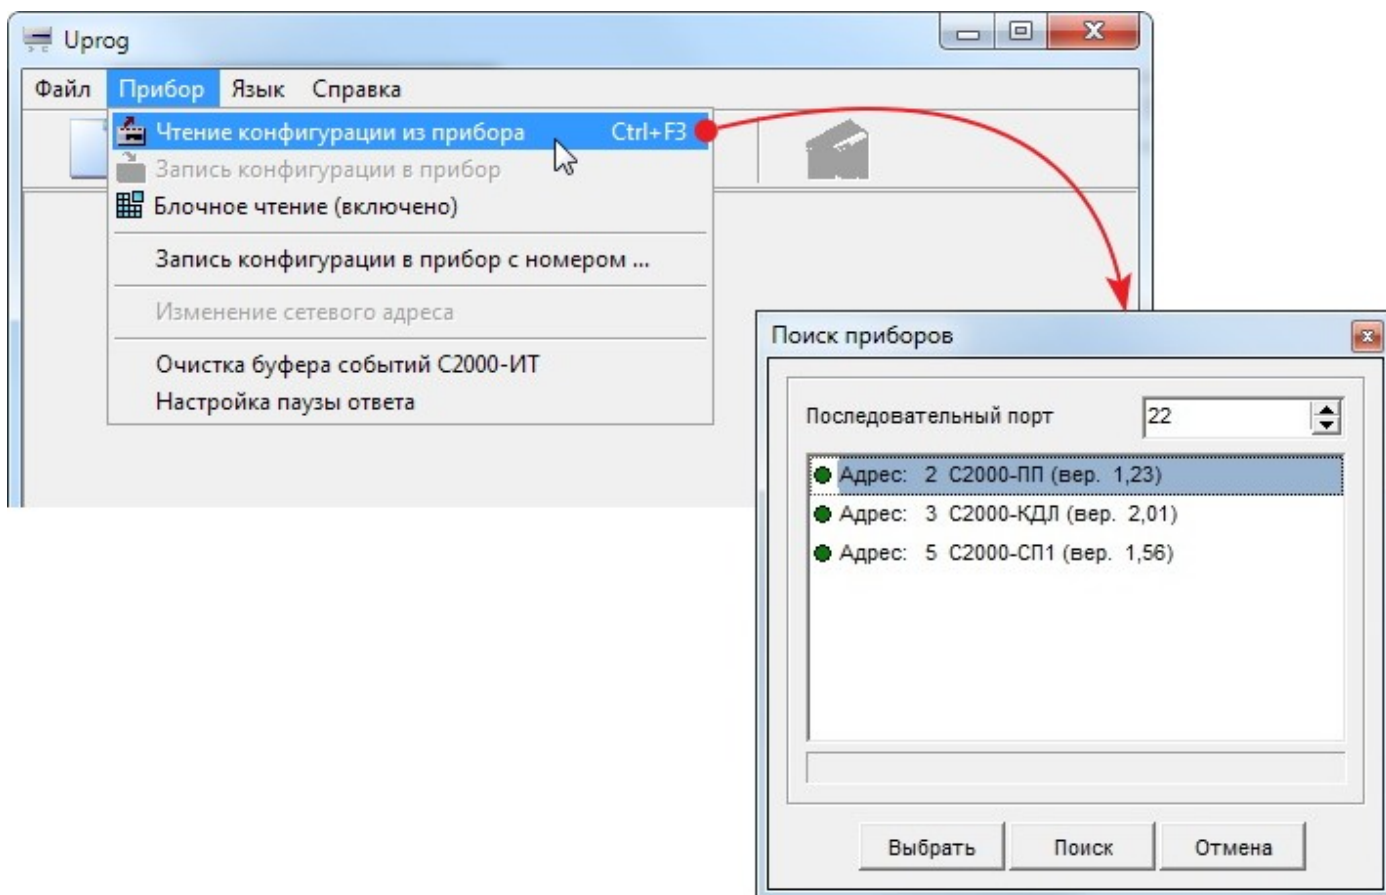 Uprog
Файл Прибор Язык Справка
Чтение конфигурации из прибора Ctrl+F3
Запись конфигурации в прибор
Блочное чтение (включено)
Запись конфигурации в прибор с номером ...
Изменение сетевого адреса
Очистка буфера событий С2000-ИТ
Настройка паузы ответа
Поиск приборов
Последовательный порт 22
Адрес: 2 С2000-ПП (вер. 1,23)
Адрес: 3 С2000-КДЛ (вер. 2,01)
Адрес: 5 С2000-СП1 (вер. 1,56)
Выбрать Поиск Отмена